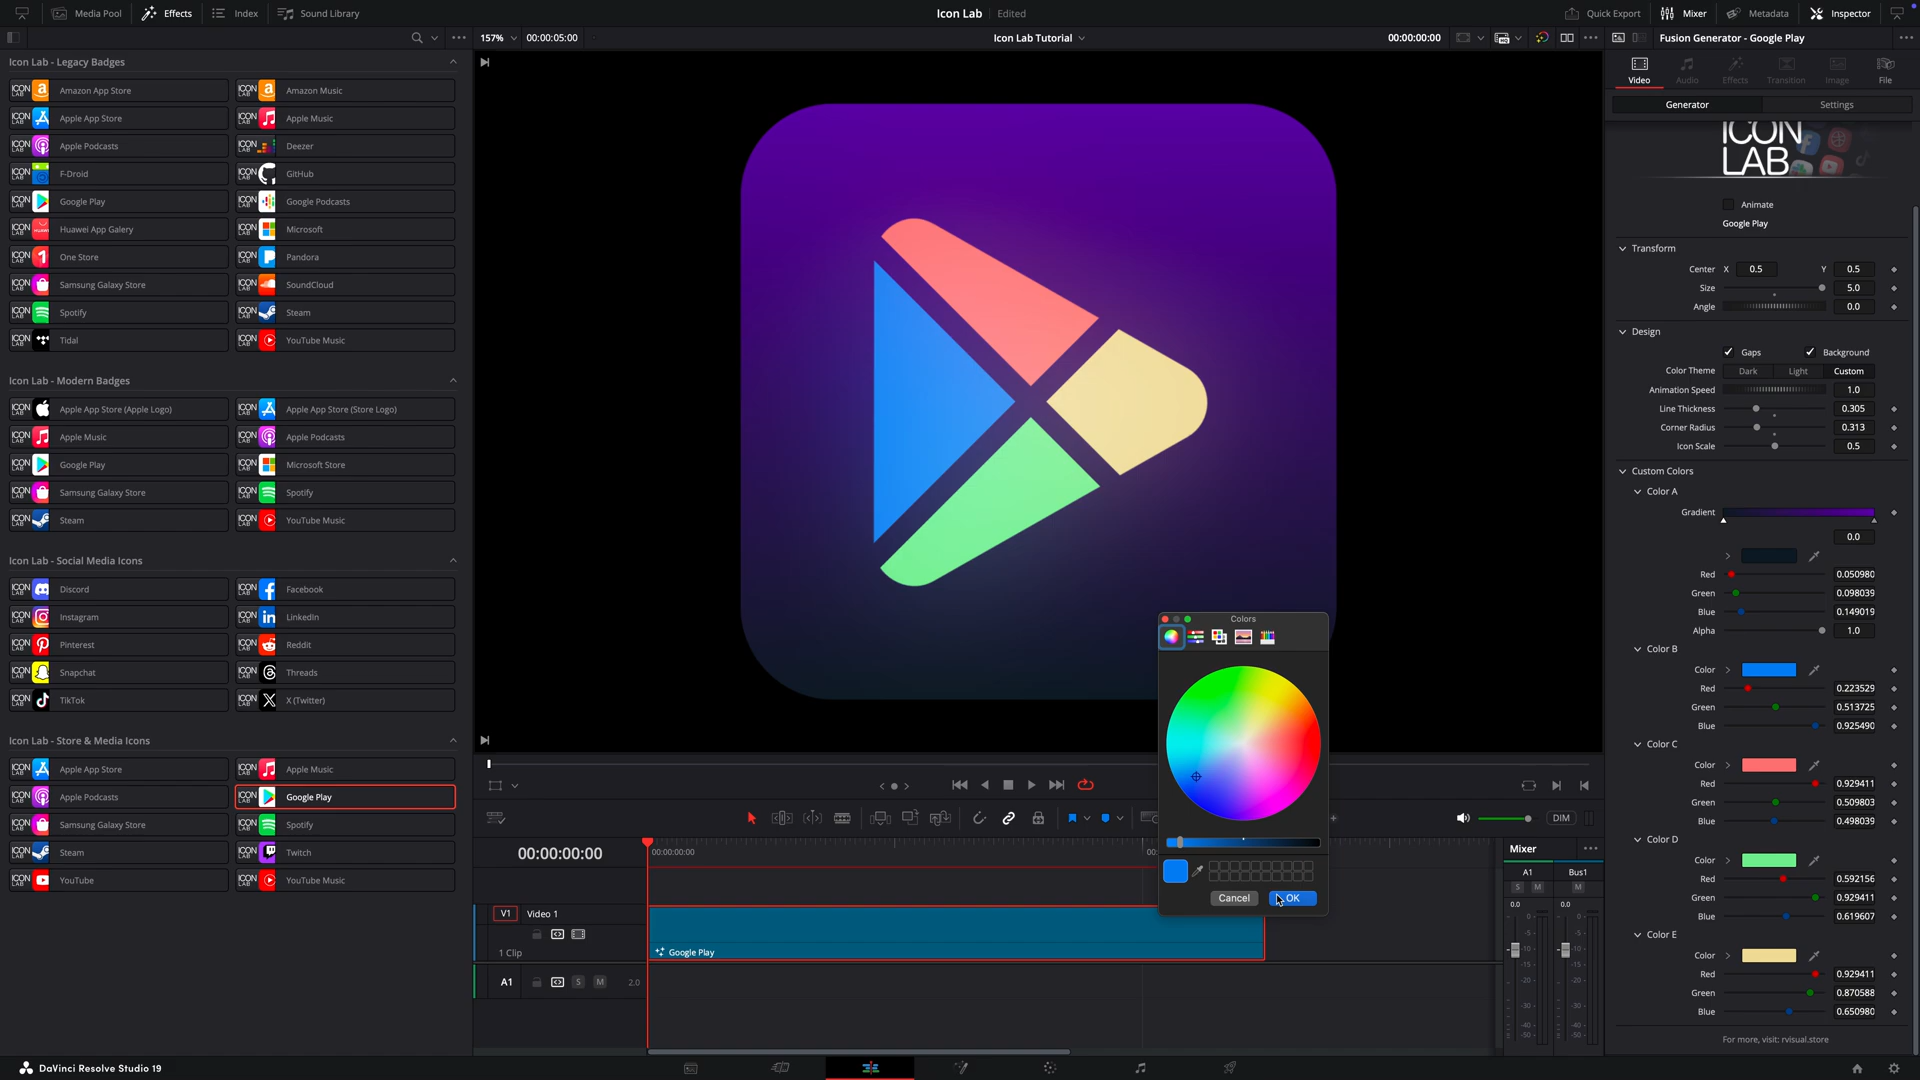 Media Pool
Effects
Index
Sound Library
Icon Lab
Edited
Quick Export
Mixer
Metadata
Inspector
157%
00:00:05:00
Icon Lab Tutorial
00:00:00:00
Fusion Generator - Google Play
Video
Audio
Effects
Transition
Image
File
Generator
Settings
ICON
LAB
Icon Lab - Legacy Badges
Amazon App Store
Amazon Music
Apple App Store
Apple Music
Apple Podcasts
Deezer
F-Droid
GitHub
Google Play
Google Podcasts
Huawei App Galery
Microsoft
One Store
Pandora
Samsung Galaxy Store
SoundCloud
Spotify
Steam
Tidal
YouTube Music
Icon Lab - Modern Badges
Apple App Store (Apple Logo)
Apple App Store (Store Logo)
Apple Music
Apple Podcasts
Google Play
Microsoft Store
Samsung Galaxy Store
Spotify
Steam
YouTube Music
Icon Lab - Social Media Icons
Discord
Facebook
Instagram
LinkedIn
Pinterest
Reddit
Snapchat
Threads
TikTok
X (Twitter)
Icon Lab - Store & Media Icons
Apple App Store
Apple Music
Apple Podcasts
Google Play
Samsung Galaxy Store
Spotify
Steam
Twitch
YouTube
YouTube Music
Animate
Google Play
Transform
Center X 0.5 Y 0.5
Size 5.0
Angle 0.0
Design
Gaps Background
Color Theme Dark Light Custom
Animation Speed 1.0
Line Thickness 0.305
Corner Radius 0.313
Icon Scale 0.5
Custom Colors
Color A
Gradient
0.0
Red 0.050980
Green 0.098039
Blue 0.149019
Alpha 1.0
Color B
Color
Red 0.223529
Green 0.513725
Blue 0.925490
Color C
Color
Red 0.929411
Green 0.509803
Blue 0.498039
Color D
Color
Red 0.592156
Green 0.929411
Blue 0.619607
Color E
Color
Red 0.929411
Green 0.870588
Blue 0.650980
For more, visit: rvisual.store
Colors
Cancel
OK
DIM
00:00:00:00
00:00:00:00
V1 Video 1
1 Clip
Google Play
A1 S M 2.0
Mixer
A1 Bus1
S M M
0.0 0.0
DaVinci Resolve Studio 19